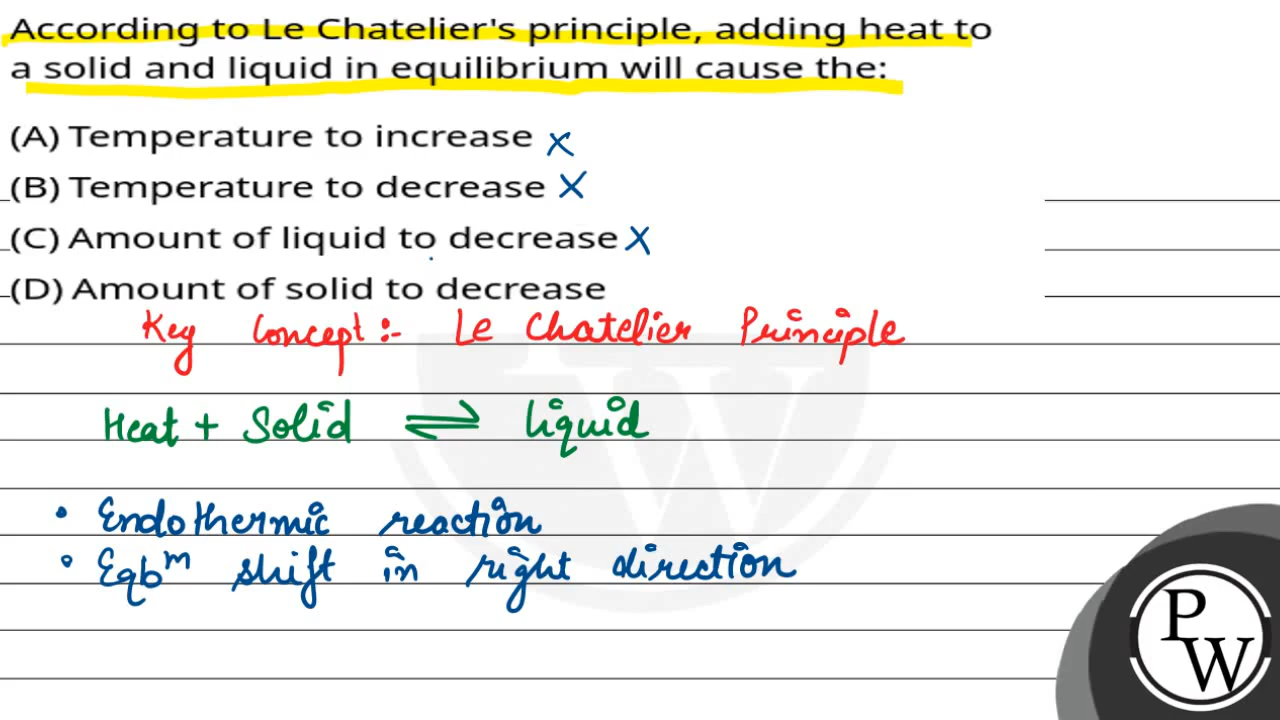 According to Le Chatelier's principle, adding heat to
a solid and liquid in equilibrium will cause the:
(A) Temperature to increase ×
(B) Temperature to decrease ×
(C) Amount of liquid to decrease ×
(D) Amount of solid to decrease
Key Concept :- Le Chatelier Principle
Heat + Solid ⇌ liquid
• Endothermic reaction
• Eqbᵐ shift in right direction
W
P
W